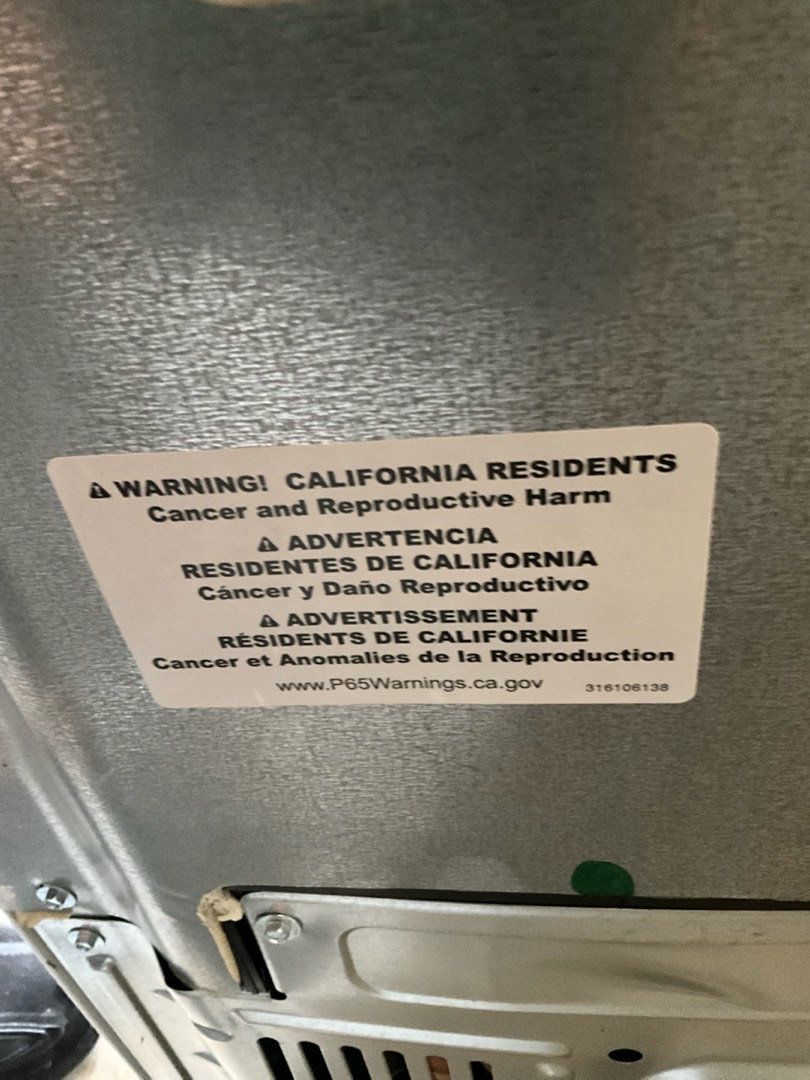 ⚠ WARNING! CALIFORNIA RESIDENTS
Cancer and Reproductive Harm
⚠ ADVERTENCIA
RESIDENTES DE CALIFORNIA
Cáncer y Daño Reproductivo
⚠ ADVERTISSEMENT
RÉSIDENTS DE CALIFORNIE
Cancer et Anomalies de la Reproduction
www.P65Warnings.ca.gov 316106138